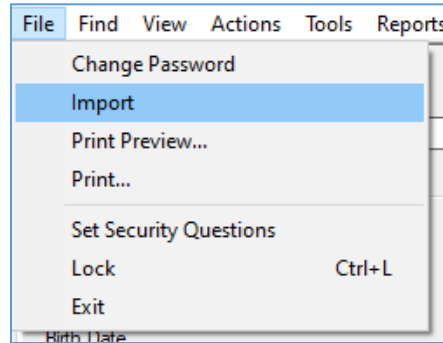 File Find View Actions Tools Reports
Change Password
Import
Print Preview...
Print...
Set Security Questions
Lock Ctrl+L
Exit
Birth Date